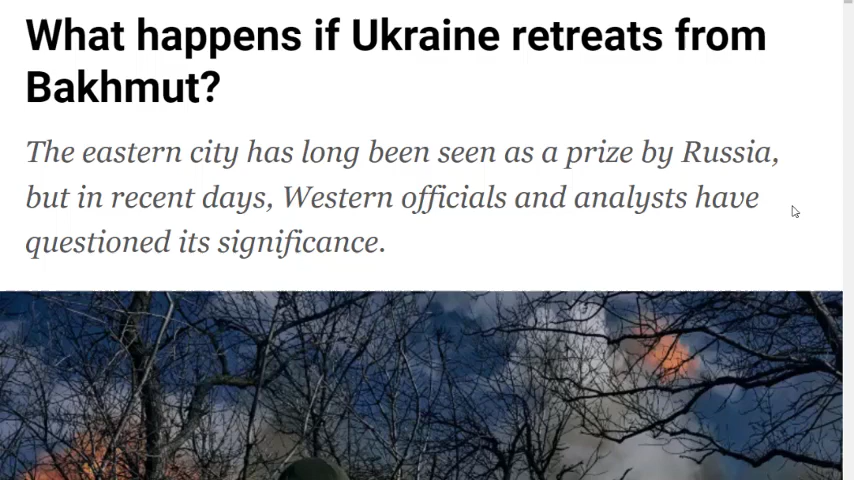 What happens if Ukraine retreats from
Bakhmut?
The eastern city has long been seen as a prize by Russia,
but in recent days, Western officials and analysts have
questioned its significance.